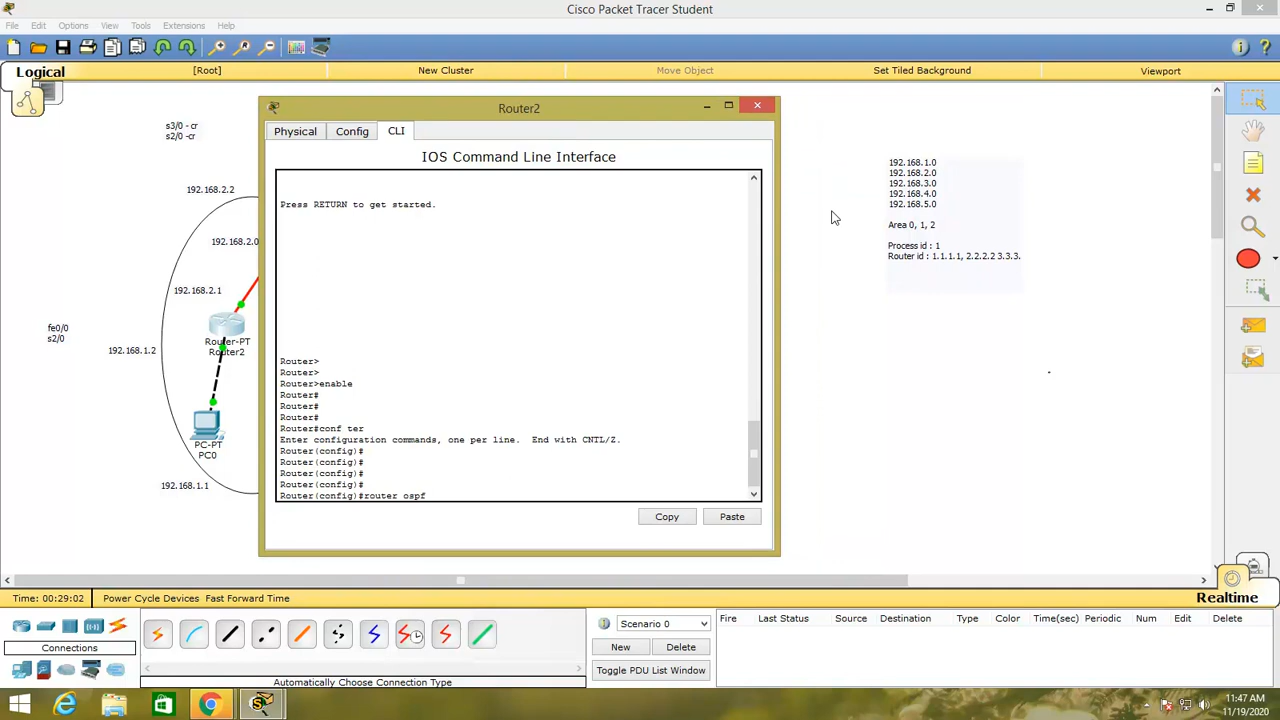 Cisco Packet Tracer Student
File Edit Options View Tools Extensions Help
Logical [Root] New Cluster Move Object Set Tiled Background Viewport
s3/0 - cr
s2/0 -cr
192.168.2.2
192.168.2.0
192.168.2.1
fe0/0
s2/0
Router-PT
Router2
192.168.1.2
PC-PT
PC0
192.168.1.1
Router2
Physical Config CLI
IOS Command Line Interface
Press RETURN to get started.
Router>
Router>
Router>enable
Router#
Router#
Router#
Router#conf ter
Enter configuration commands, one per line.  End with CNTL/Z.
Router(config)#
Router(config)#
Router(config)#
Router(config)#
Router(config)#router ospf
Copy Paste
192.168.1.0
192.168.2.0
192.168.3.0
192.168.4.0
192.168.5.0
Area 0, 1, 2
Process id : 1
Router id : 1.1.1.1, 2.2.2.2 3.3.3.
Time: 00:29:02 Power Cycle Devices Fast Forward Time Realtime
Connections
Automatically Choose Connection Type
Scenario 0
New Delete
Toggle PDU List Window
Fire Last Status Source Destination Type Color Time(sec) Periodic Num Edit Delete
11:47 AM
11/19/2020